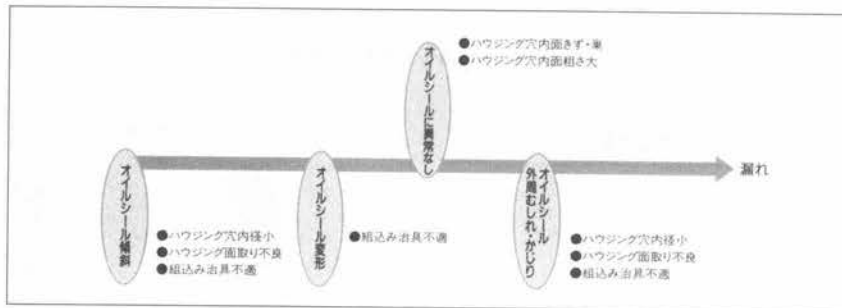 ●ハウジング穴内面きず・巣
●ハウジング穴内面粗さ大
オイルシールに異常なし
漏れ
オイルシール傾斜
●ハウジング穴内径小
●ハウジング面取り不良
●組込み治具不適
オイルシール変形
●組込み治具不適
オイルシール
外周むしれ・かじり
●ハウジング穴内径小
●ハウジング面取り不良
●組込み治具不適